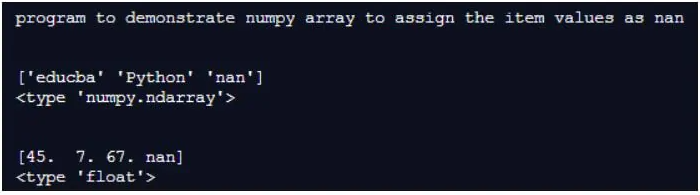 program to demonstrate numpy array to assign the item values as nan
['educba' 'Python' 'nan']
<type 'numpy.ndarray'>
[45.  7. 67. nan]
<type 'float'>